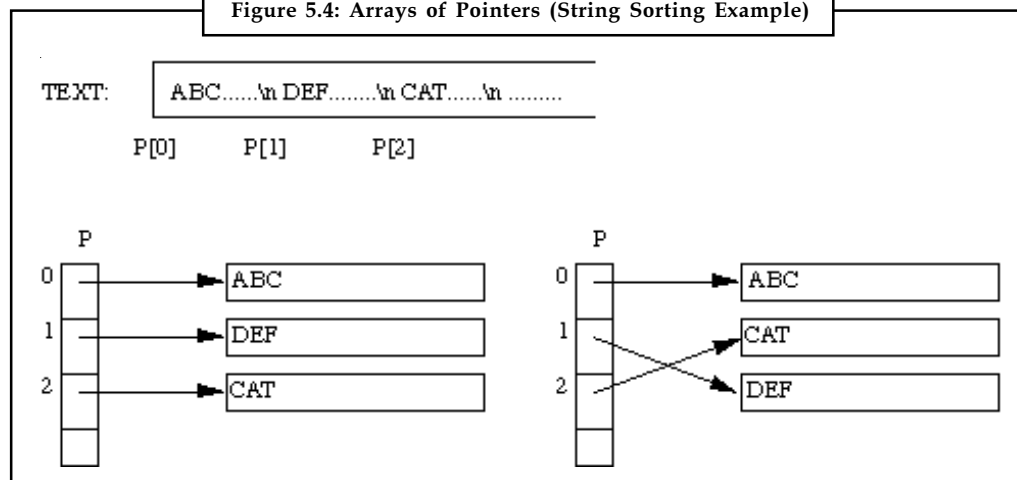 Figure 5.4: Arrays of Pointers (String Sorting Example)
TEXT: ABC......\n DEF........\n CAT......\n .........
P[0] P[1] P[2]
P
0 ABC
1 DEF
2 CAT
P
0 ABC
1 CAT
2 DEF